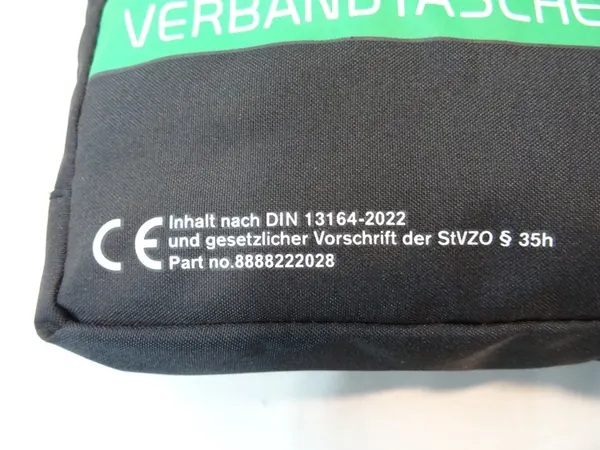 VERBANDTASCHE
CE Inhalt nach DIN 13164-2022
und gesetzlicher Vorschrift der StVZO § 35h
Part no.8888222028